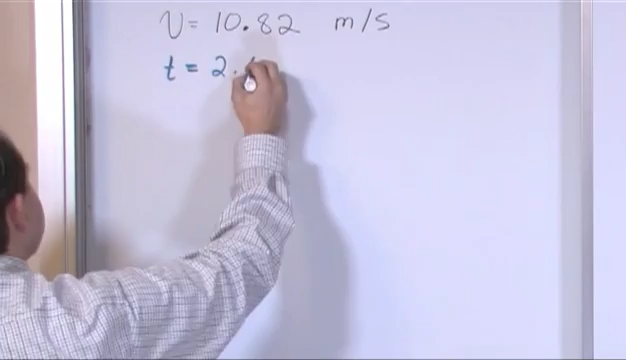 v = 10.82 m/s
t = 2.